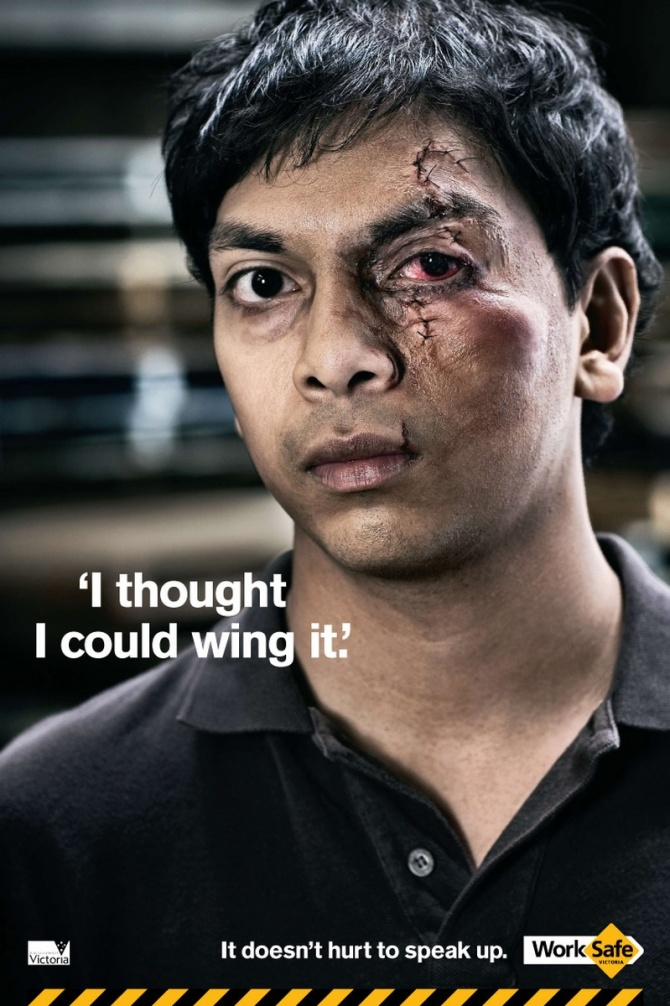 ‘I thought
I could wing it.’
It doesn’t hurt to speak up.
WorkSafe
VICTORIA
Victoria